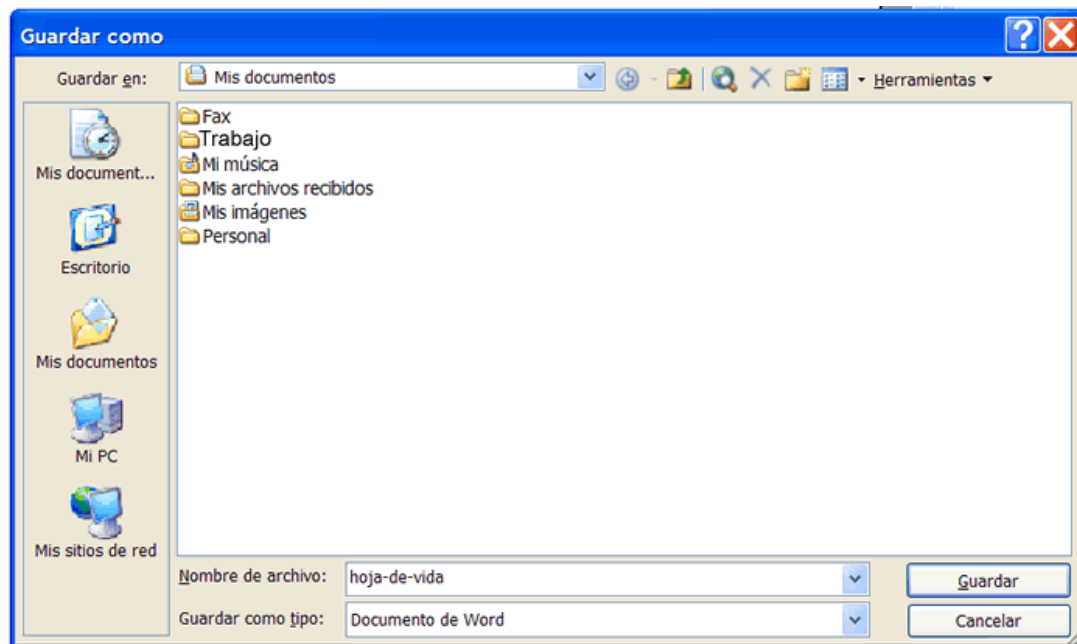 Guardar como
Guardar en: Mis documentos Herramientas
Fax
Trabajo
Mi música
Mis archivos recibidos
Mis imágenes
Personal
Mis document...
Escritorio
Mis documentos
Mi PC
Mis sitios de red
Nombre de archivo: hoja-de-vida Guardar
Guardar como tipo: Documento de Word Cancelar